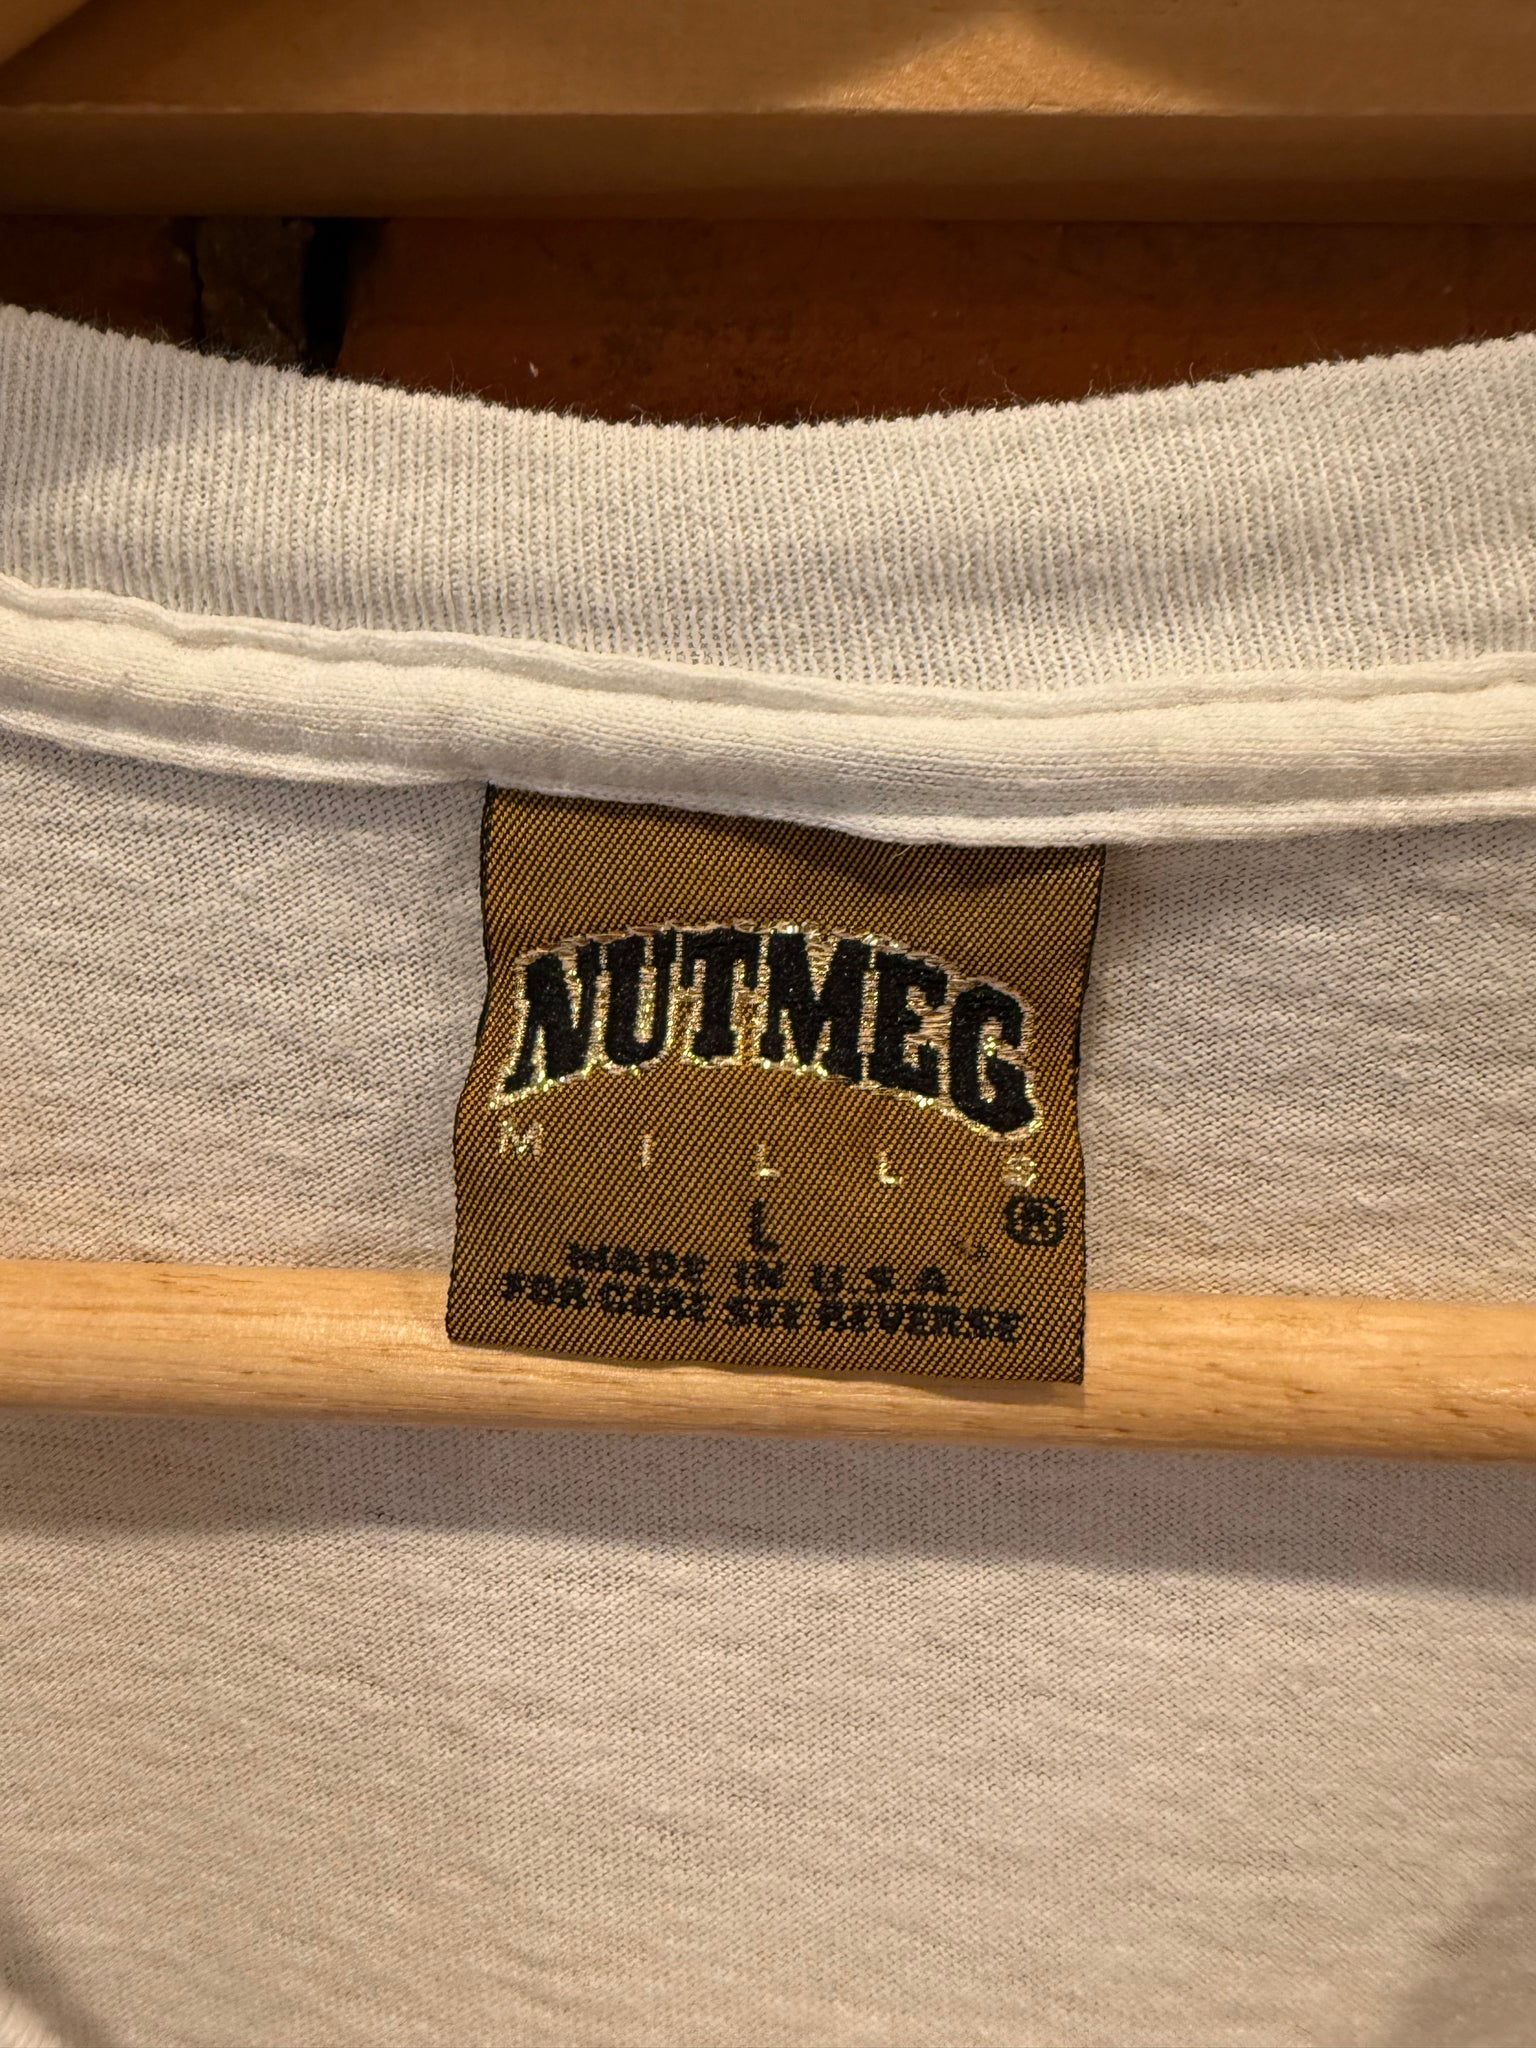 NUTMEG
MILLS
L ®
MADE IN U.S.A.
FOR CARE SEE REVERSE